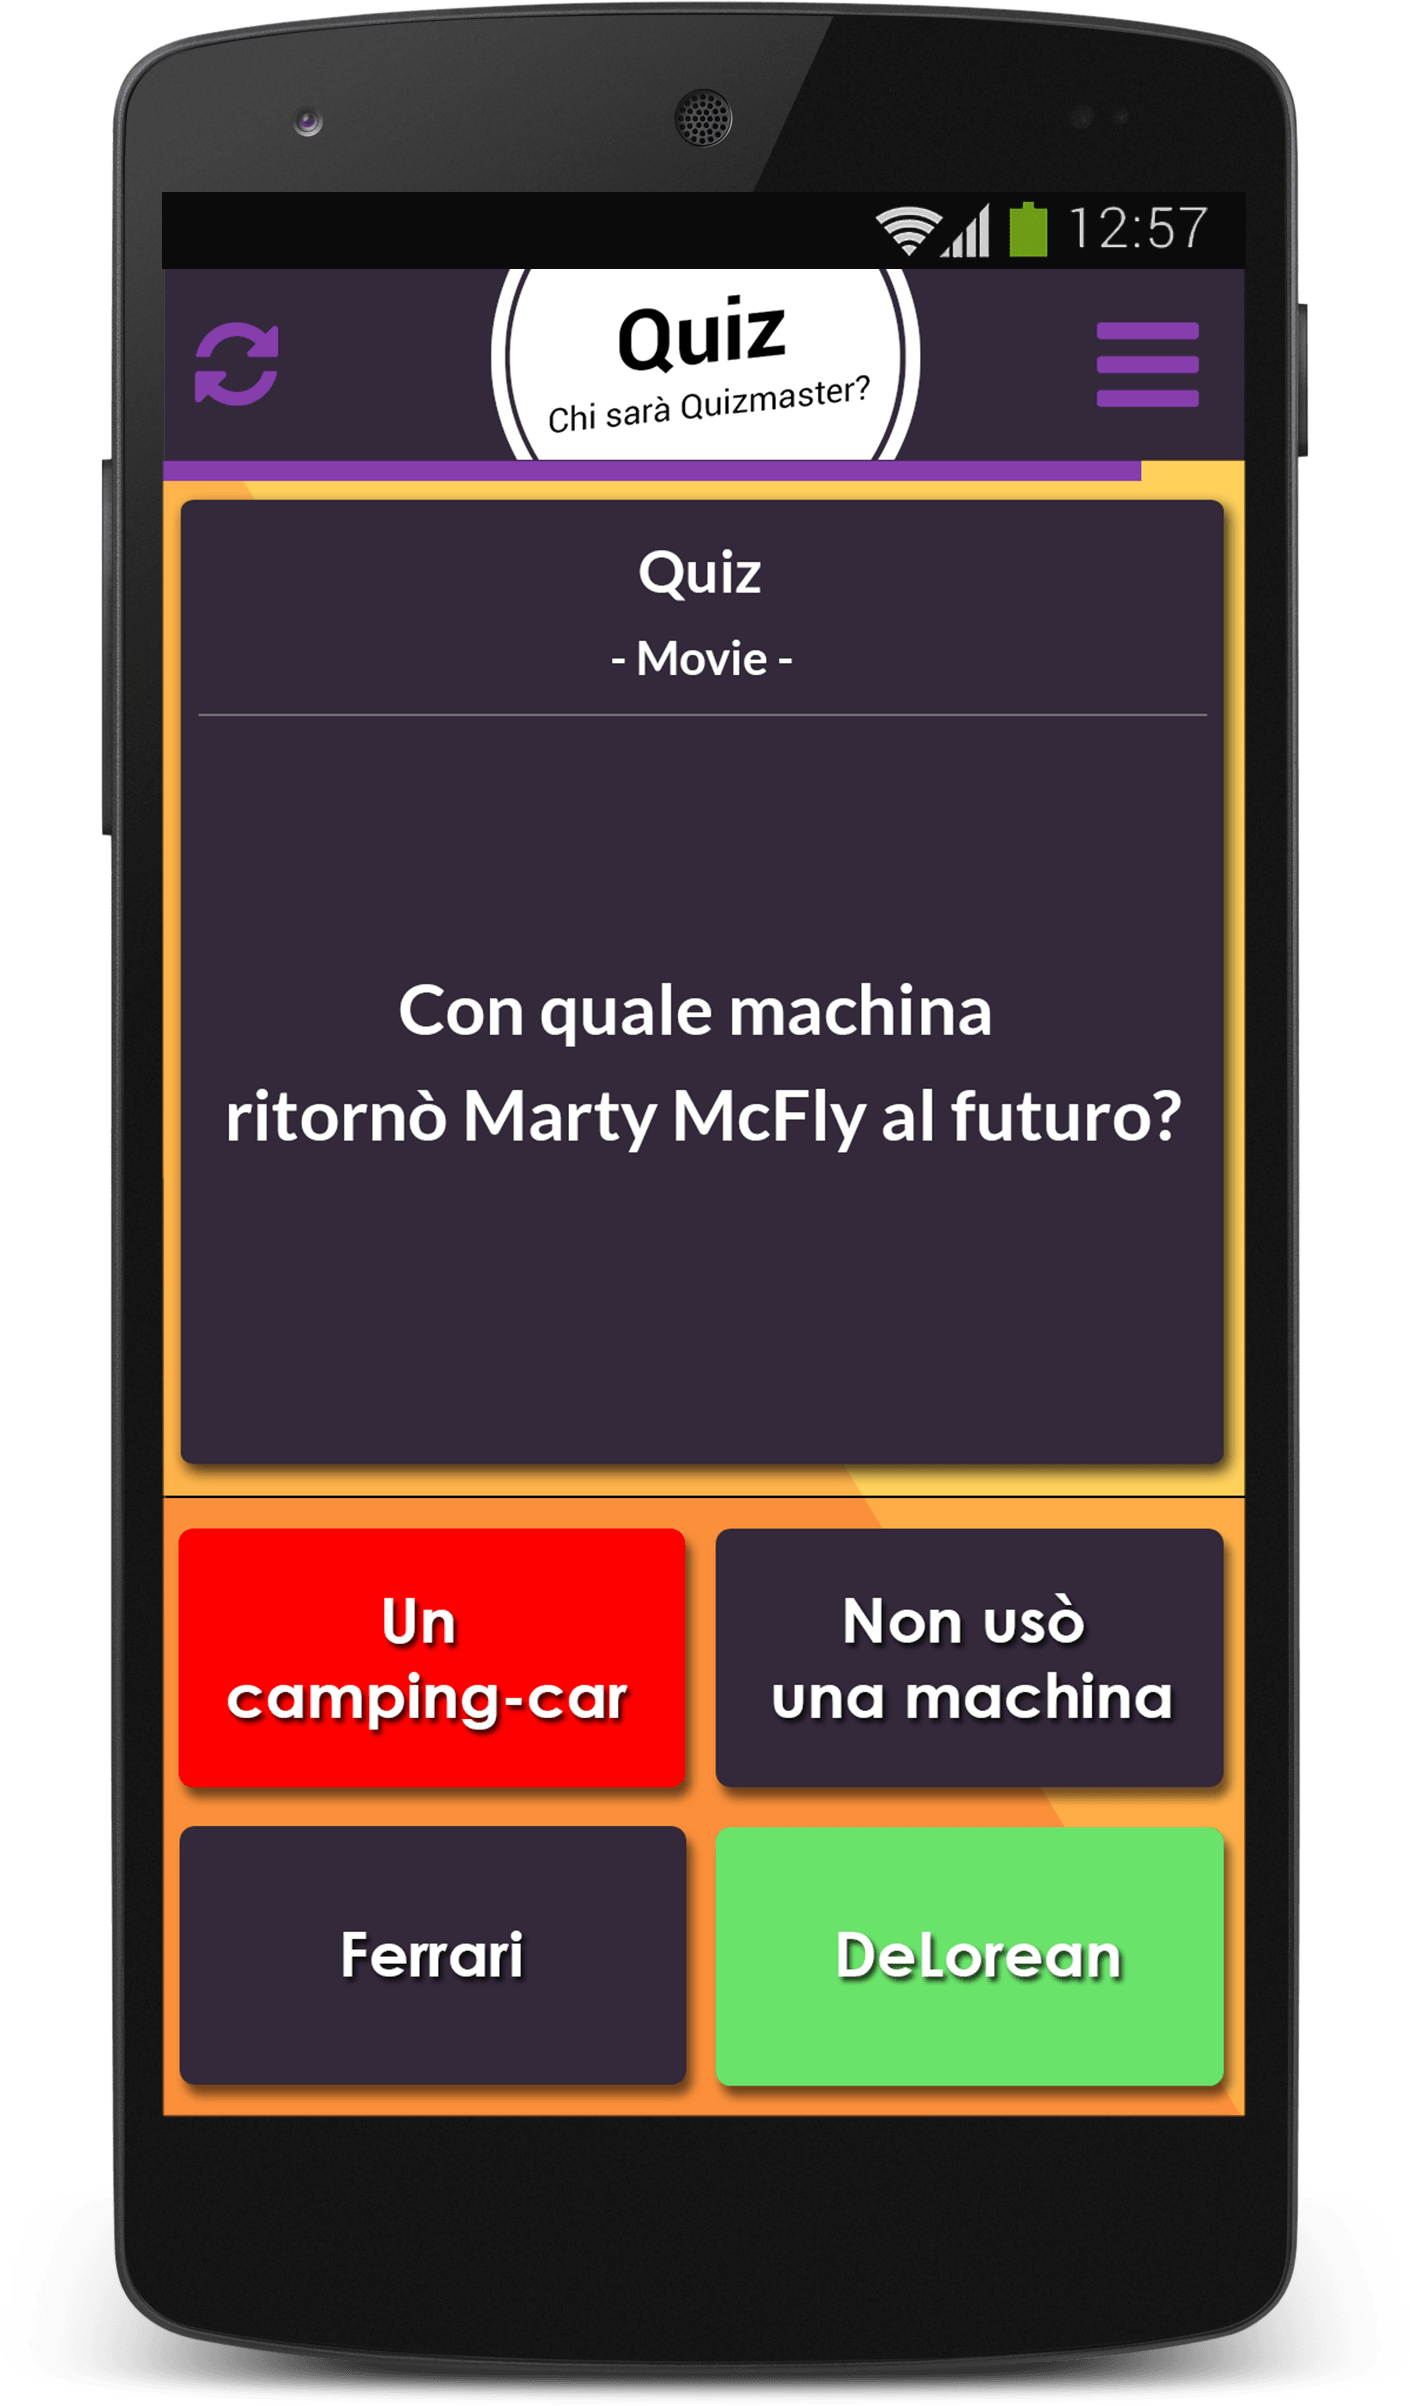 12:57
Quiz
Chi sarà Quizmaster?
Quiz
- Movie -
Con quale machina
ritornò Marty McFly al futuro?
Un
camping-car
Non usò
una machina
Ferrari
DeLorean